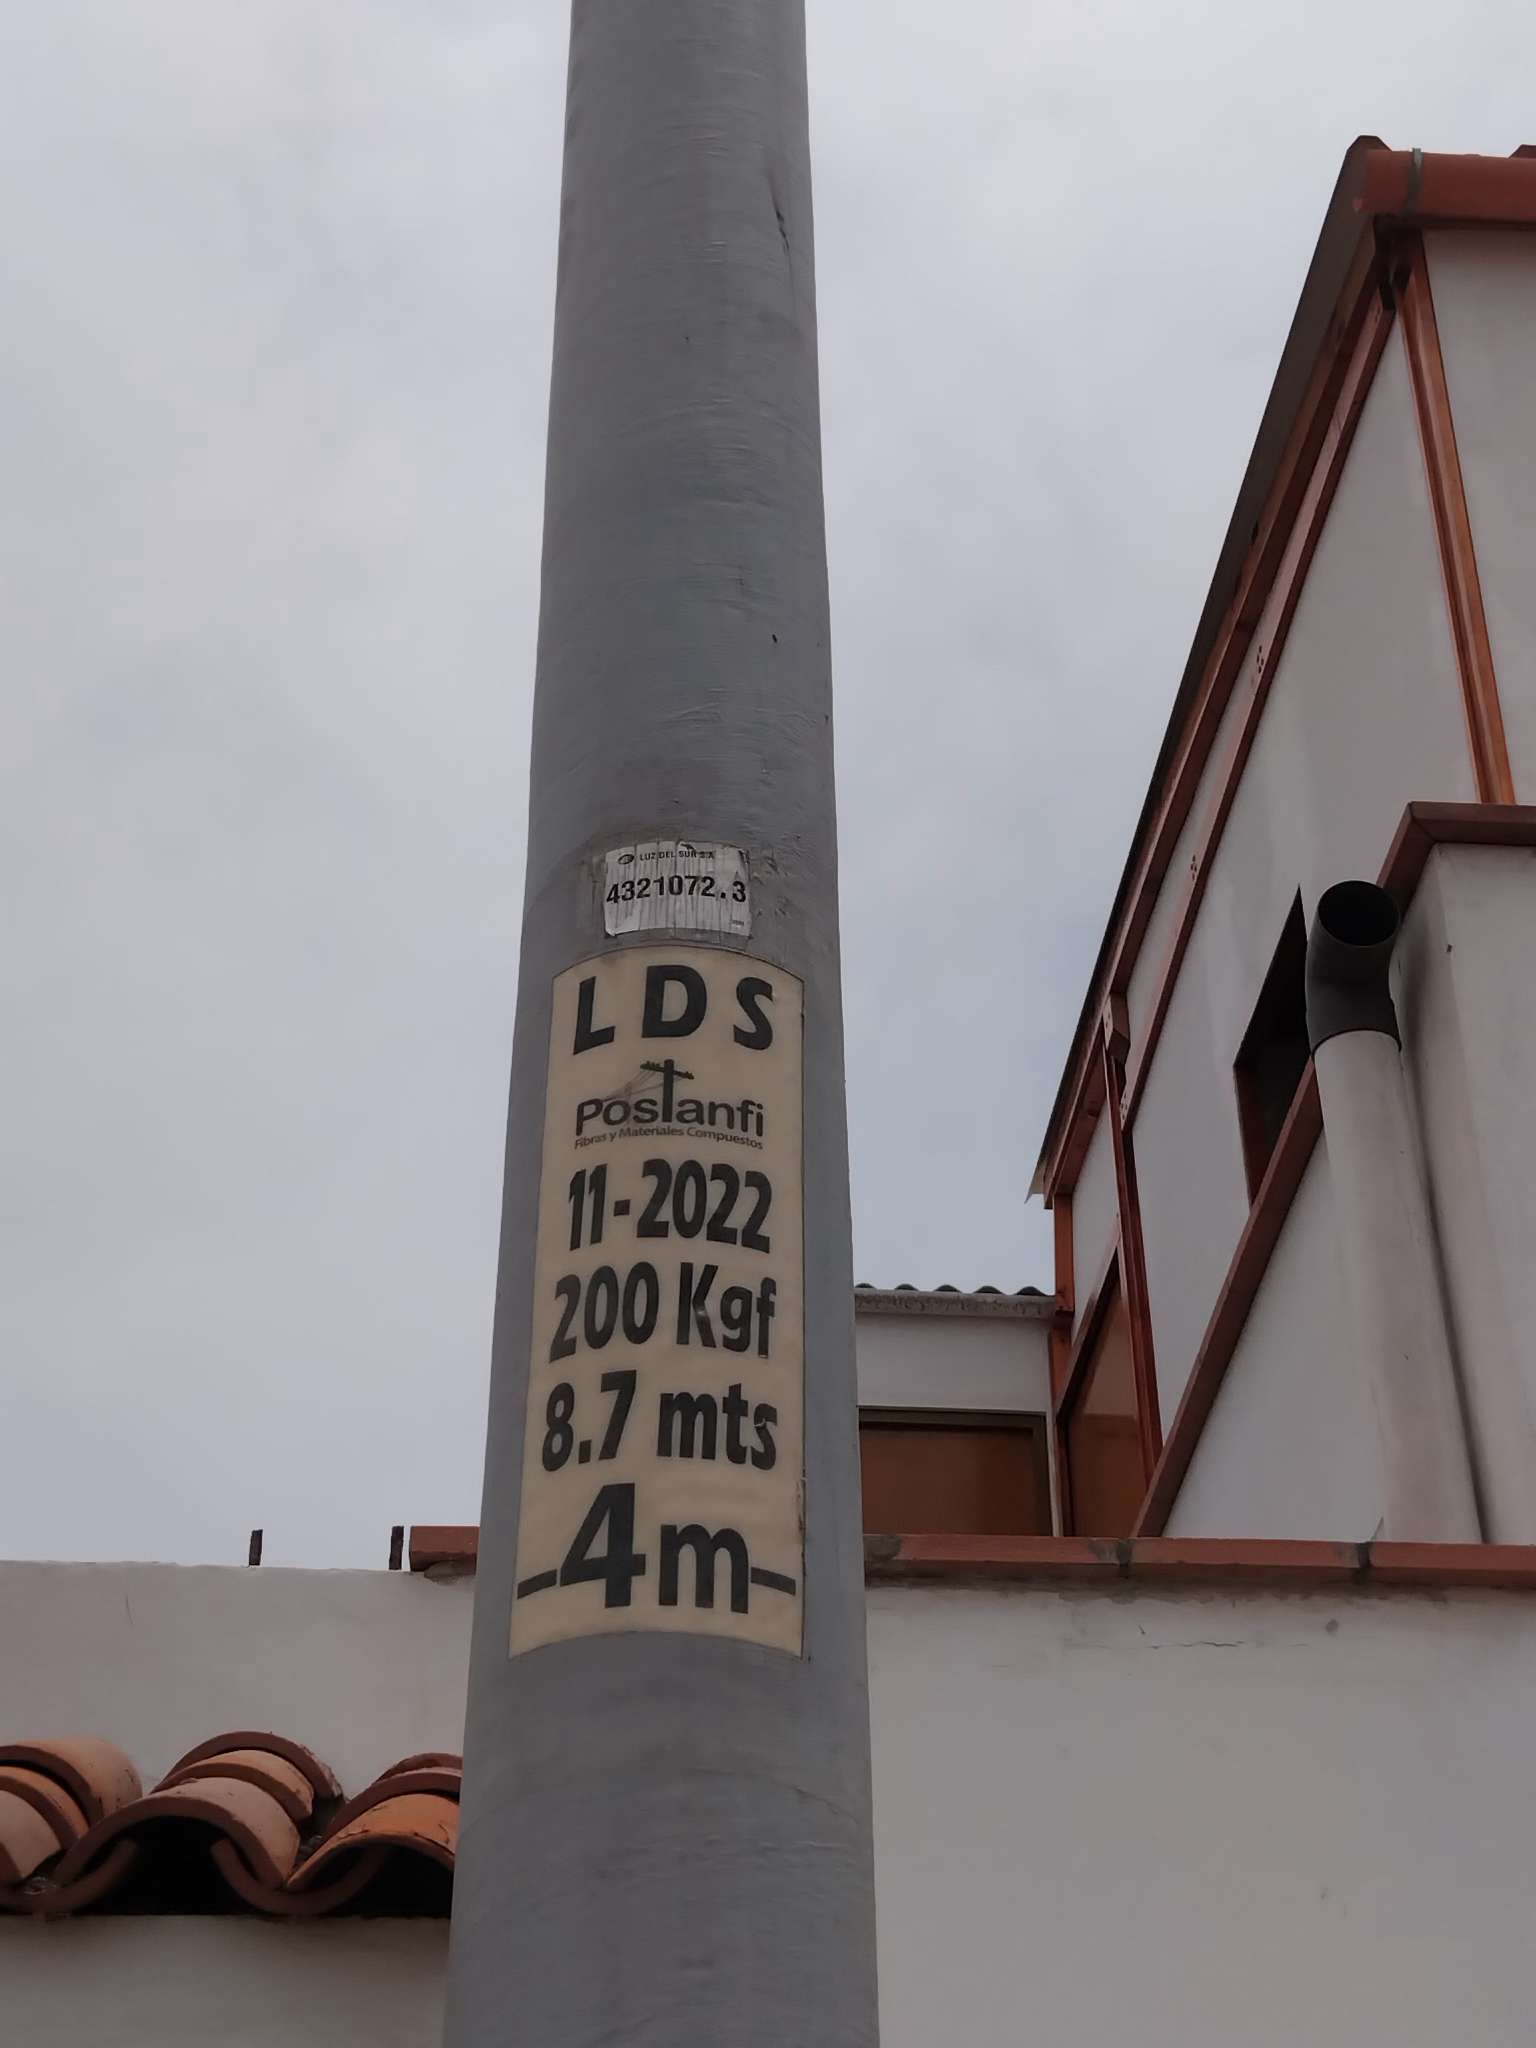 LUZ DEL SUR S.A
4321072.3
LDS
Postanfi
Fibras y Materiales Compuestos
11-2022
200 Kgf
8.7 mts
-4m-